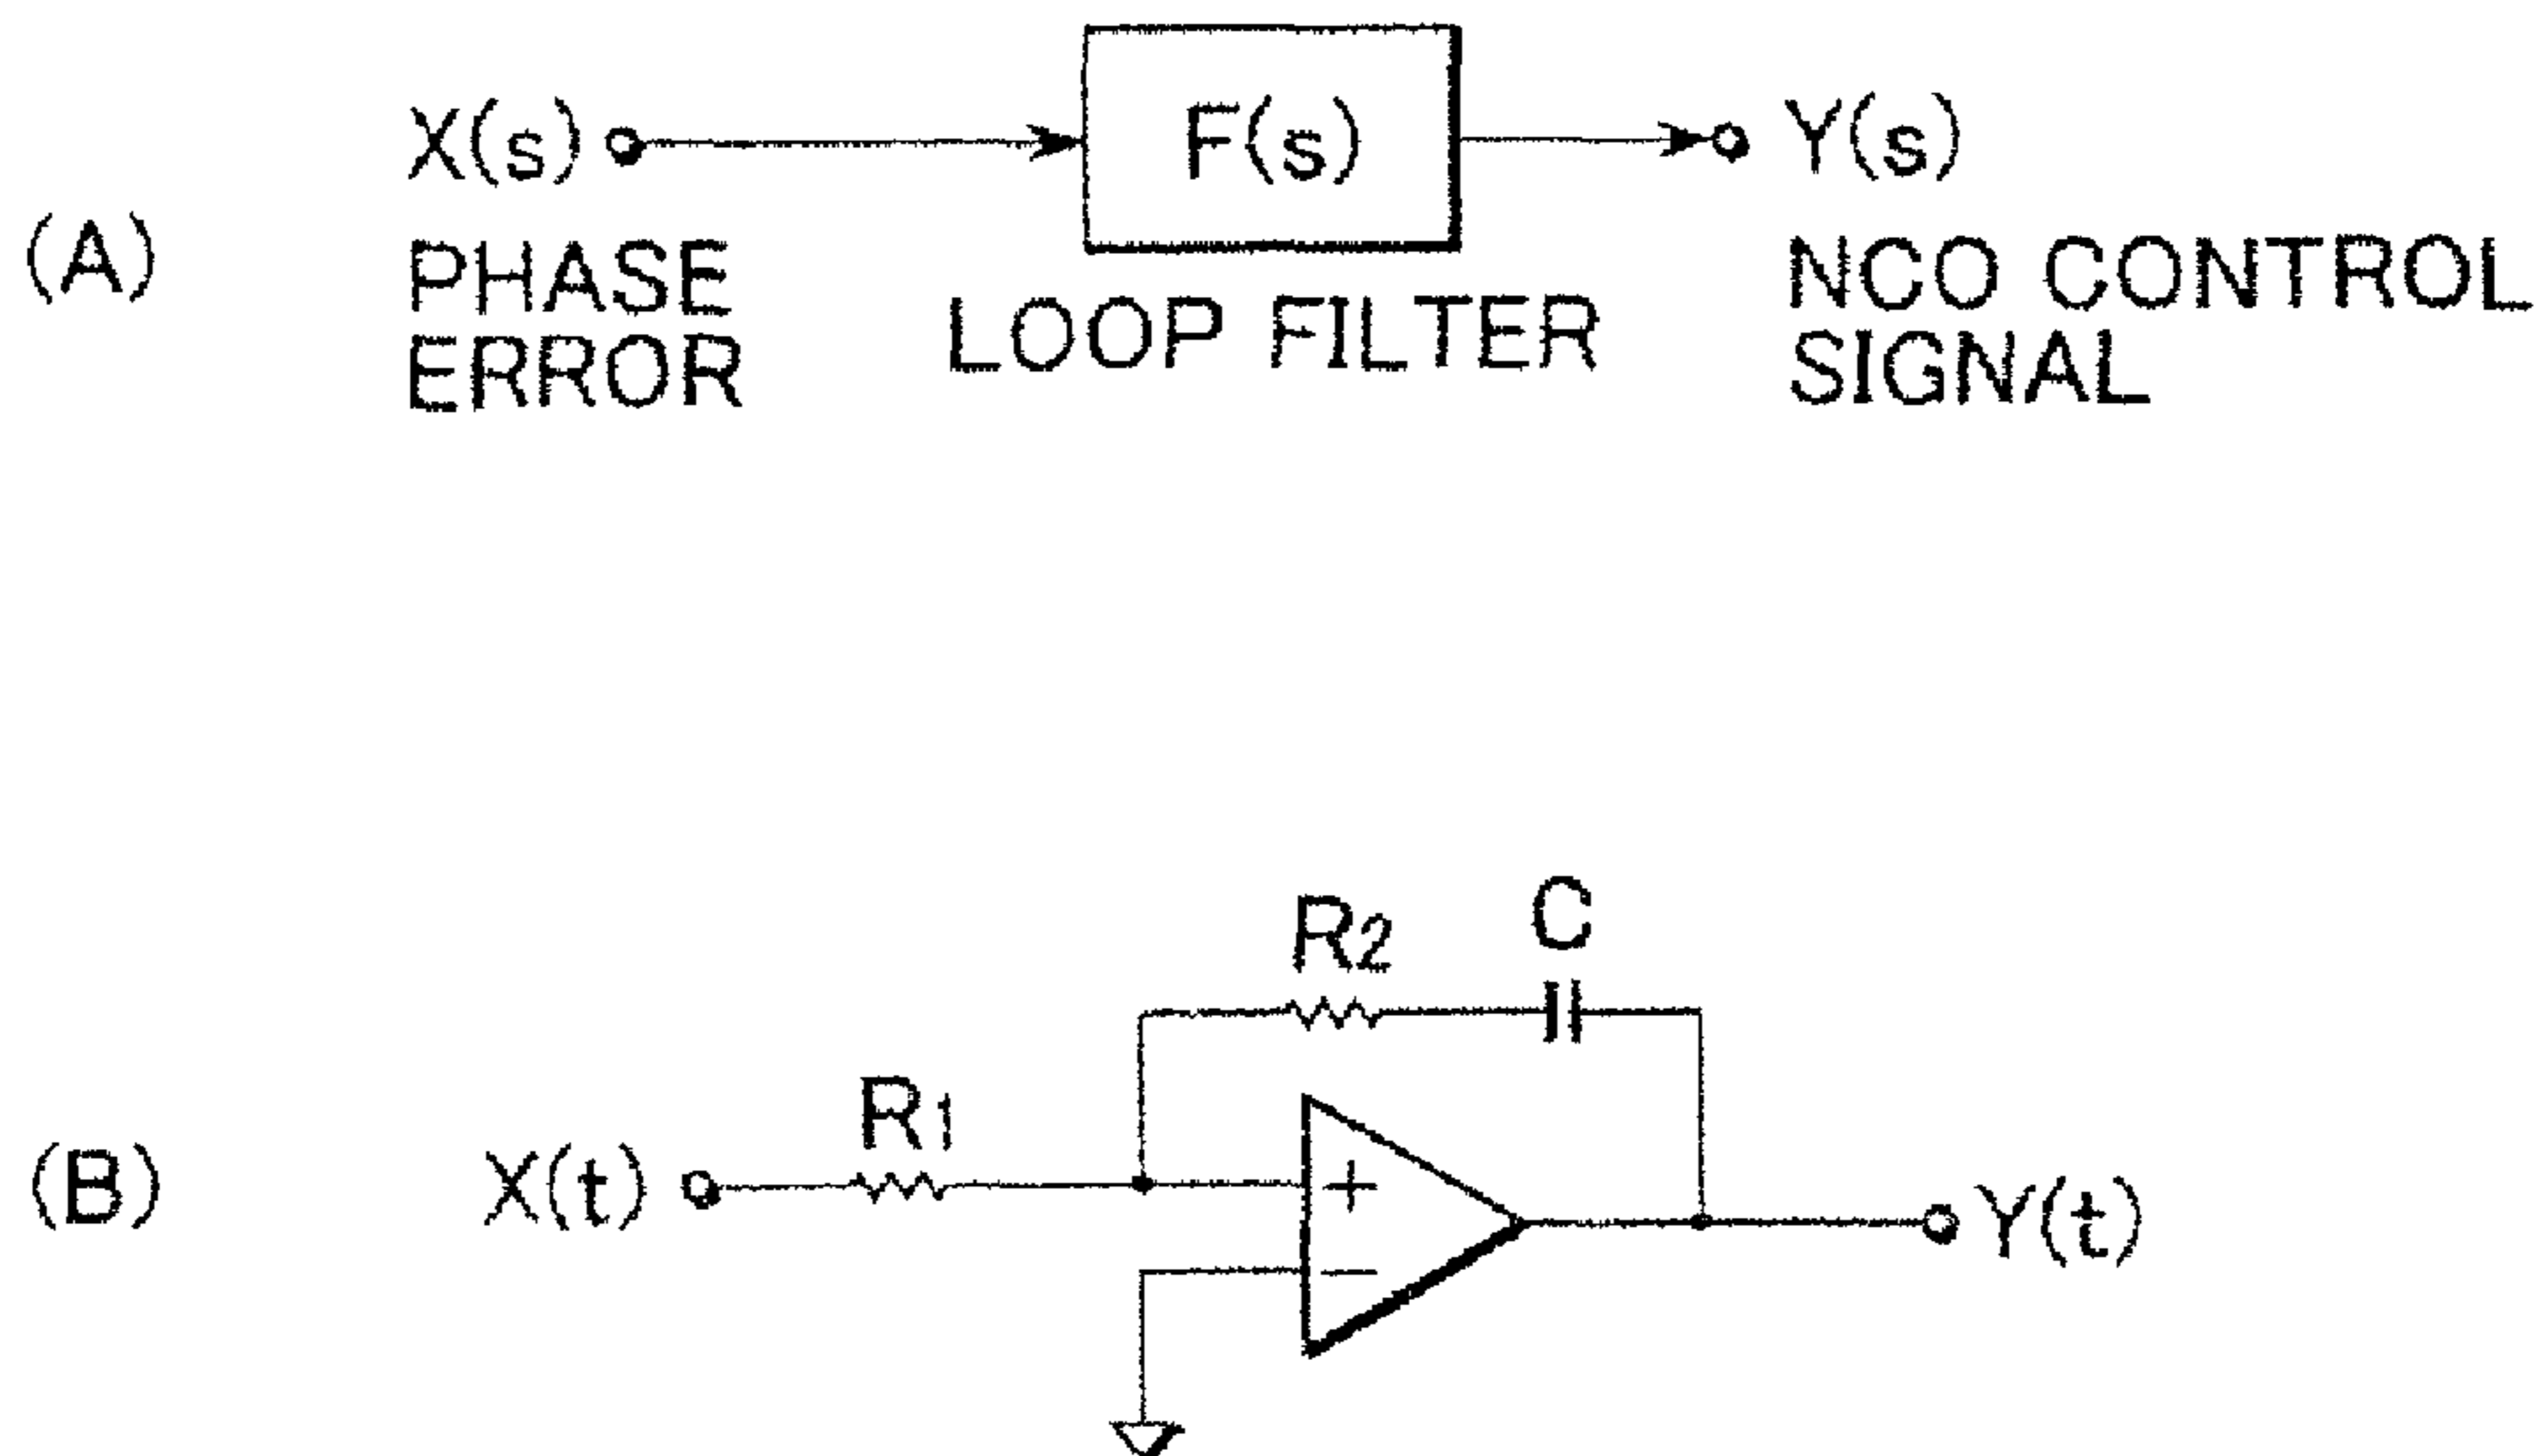 (A)
X(s)
F(s)
Y(s)
PHASE
ERROR
LOOP FILTER
NCO CONTROL
SIGNAL
(B)
R2
C
R1
X(t)
+
−
Y(t)